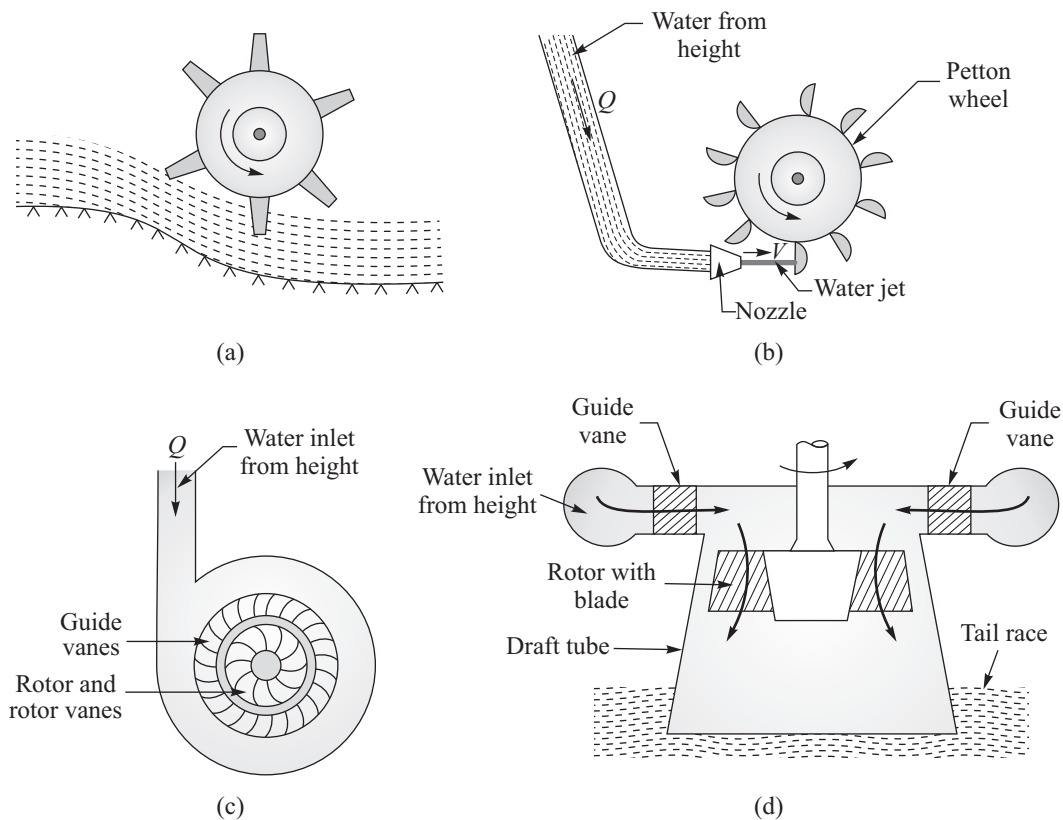 Water from
height
Q
Petton
wheel
V
Water jet
Nozzle
(a)
(b)
Q
Water inlet
from height
Guide
vanes
Rotor and
rotor vanes
(c)
Guide
vane
Guide
vane
Water inlet
from height
Rotor with
blade
Draft tube
Tail race
(d)